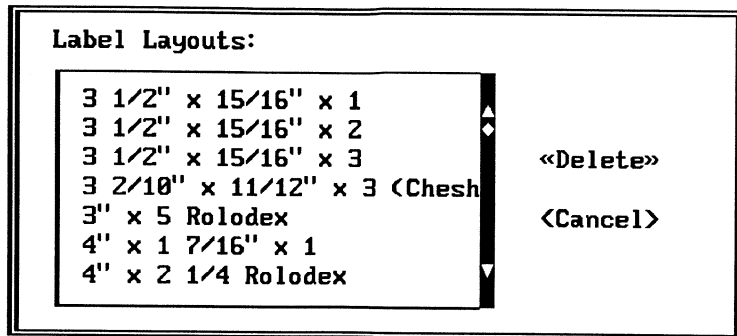 Label Layouts:
3 1/2" x 15/16" x 1
3 1/2" x 15/16" x 2
3 1/2" x 15/16" x 3
3 2/10" x 11/12" x 3 (Chesh
3" x 5 Rolodex
4" x 1 7/16" x 1
4" x 2 1/4 Rolodex
«Delete»
<Cancel>